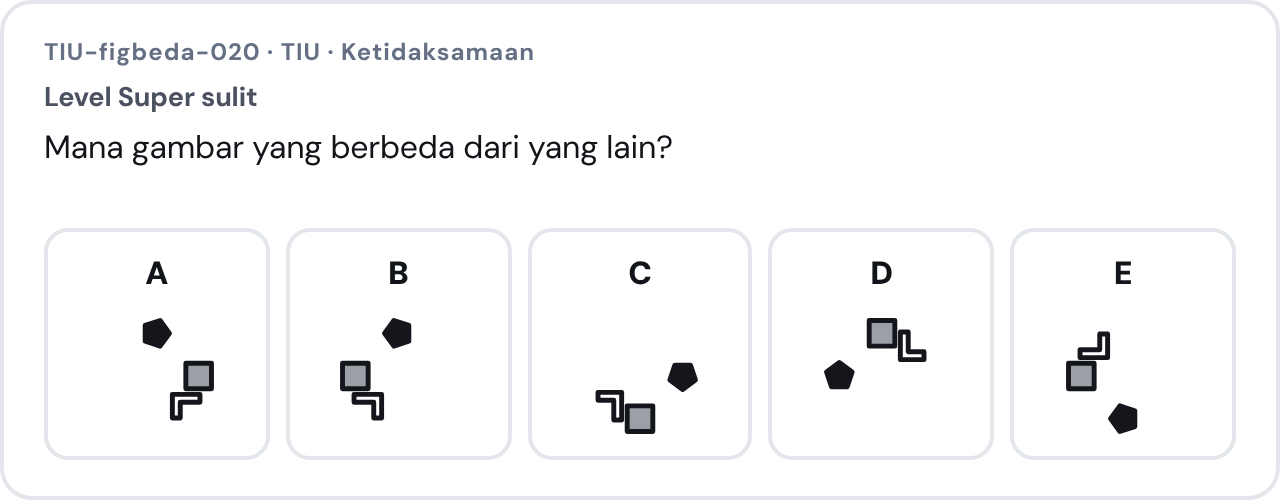 TIU-figbeda-020 · TIU · Ketidaksamaan
Level Super sulit
Mana gambar yang berbeda dari yang lain?
A B C D E